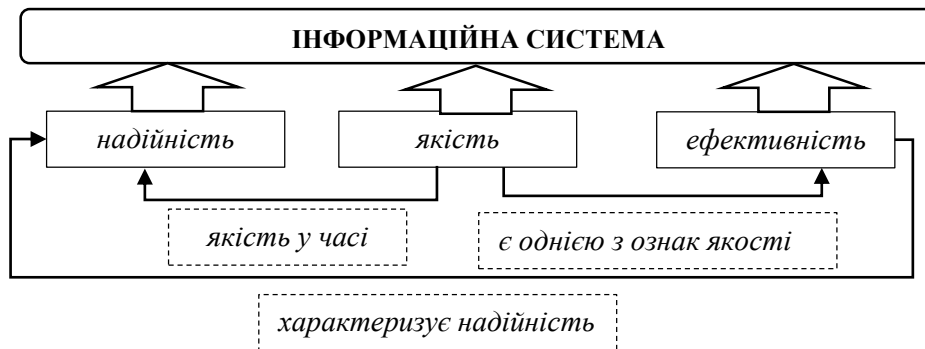 ІНФОРМАЦІЙНА СИСТЕМА
надійність
якість
ефективність
якість у часі
є однією з ознак якості
характеризує надійність